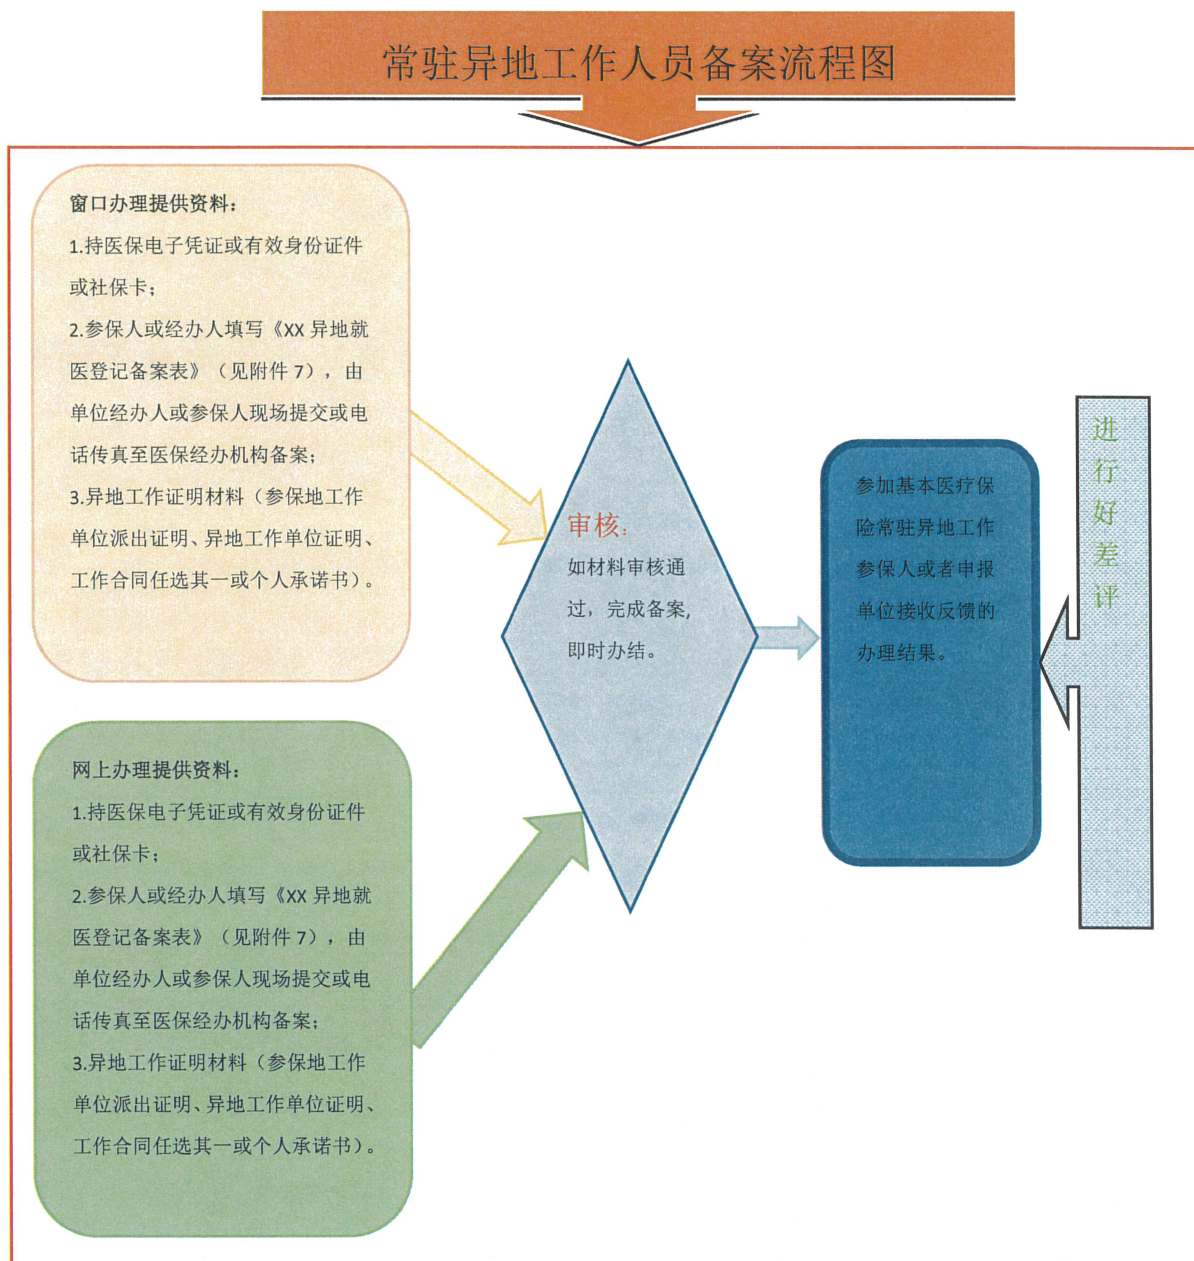 常驻异地工作人员备案流程图
窗口办理提供资料：
1.持医保电子凭证或有效身份证件
或社保卡；
2.参保人或经办人填写《XX 异地就
医登记备案表》（见附件 7），由
单位经办人或参保人现场提交或电
话传真至医保经办机构备案；
3.异地工作证明材料（参保地工作
单位派出证明、异地工作单位证明、
工作合同任选其一或个人承诺书）。
网上办理提供资料：
1.持医保电子凭证或有效身份证件
或社保卡；
2.参保人或经办人填写《XX 异地就
医登记备案表》（见附件 7），由
单位经办人或参保人现场提交或电
话传真至医保经办机构备案；
3.异地工作证明材料（参保地工作
单位派出证明、异地工作单位证明、
工作合同任选其一或个人承诺书）。
审核：
如材料审核通
过，完成备案，
即时办结。
参加基本医疗保
险常驻异地工作
参保人或者申报
单位接收反馈的
办理结果。
进行好差评